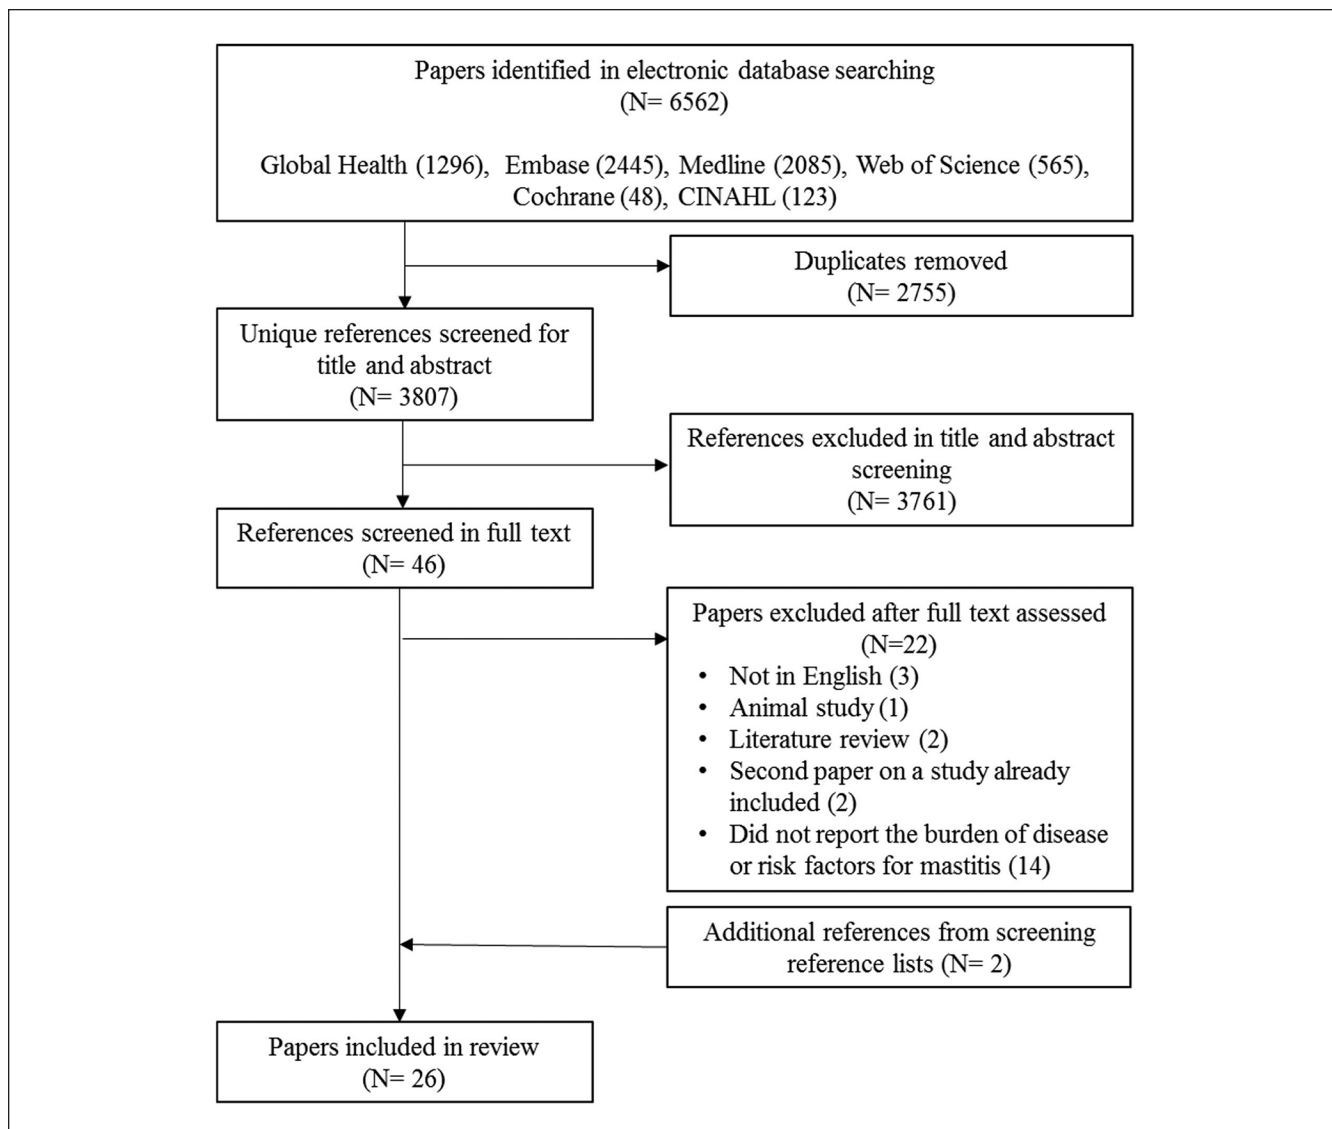 Papers identified in electronic database searching
(N= 6562)
Global Health (1296), Embase (2445), Medline (2085), Web of Science (565),
Cochrane (48), CINAHL (123)
Duplicates removed
(N= 2755)
Unique references screened for
title and abstract
(N= 3807)
References excluded in title and abstract
screening
(N= 3761)
References screened in full text
(N= 46)
Papers excluded after full text assessed
(N=22)
• Not in English (3)
• Animal study (1)
• Literature review (2)
• Second paper on a study already
included (2)
• Did not report the burden of disease
or risk factors for mastitis (14)
Additional references from screening
reference lists (N= 2)
Papers included in review
(N= 26)